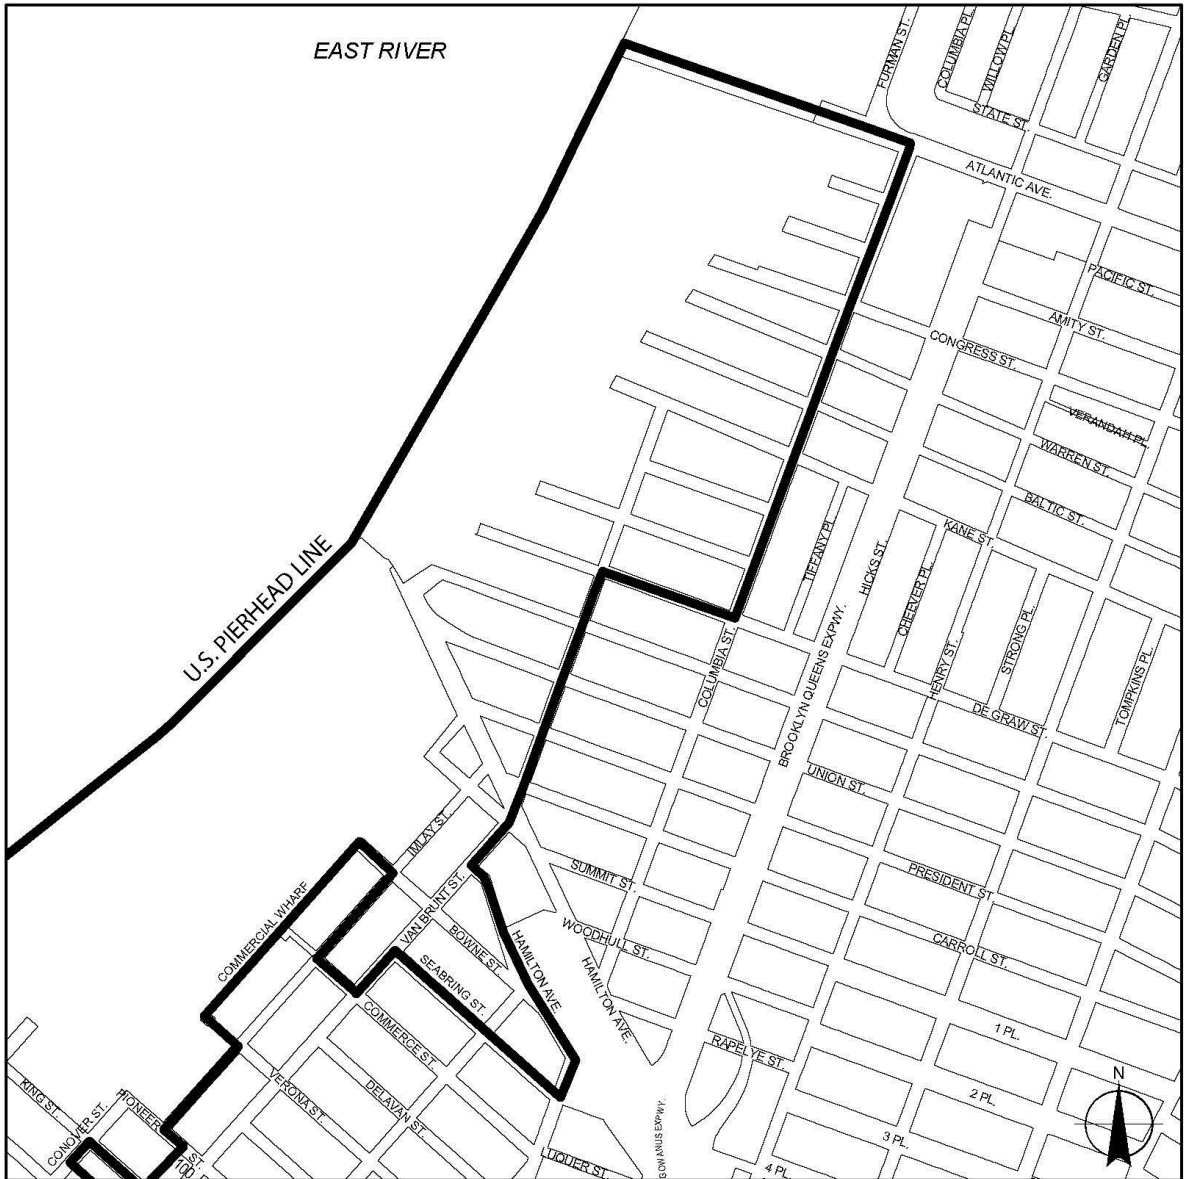 EAST RIVER
FURMAN ST.
COLUMBIA PL.
WILLOW PL.
GARDEN PL
STATE ST.
ATLANTIC AVE.
PACIFIC ST.
AMITY ST.
CONGRESS ST.
VERANDAH PL
WARREN ST.
BALTIC ST.
KANE ST.
TIFFANY PL
HICKS ST.
CHEEVER PL.
HENRY ST.
STRONG PL.
TOMPKINS PL.
U.S. PIERHEAD LINE
COLUMBIA ST.
BROOKLYN QUEENS EXPWY.
DE GRAW ST.
UNION ST.
IMLAY ST.
SUMMIT ST.
PRESIDENT ST.
COMMERCIAL WHARF
VAN BRUNT ST.
BOWNE ST.
WOODHULL ST.
CARROLL ST.
SEABRING ST.
HAMILTON AVE.
HAMILTON AVE.
COMMERCE ST.
1 PL.
RAPELYE ST.
VERONA ST.
DELAVAN ST.
2 PL.
N
KING ST.
CONOVER ST.
PIONEER ST.
100
3 PL.
LUQUER ST.
GOWANUS EXPWY.
4 PL.